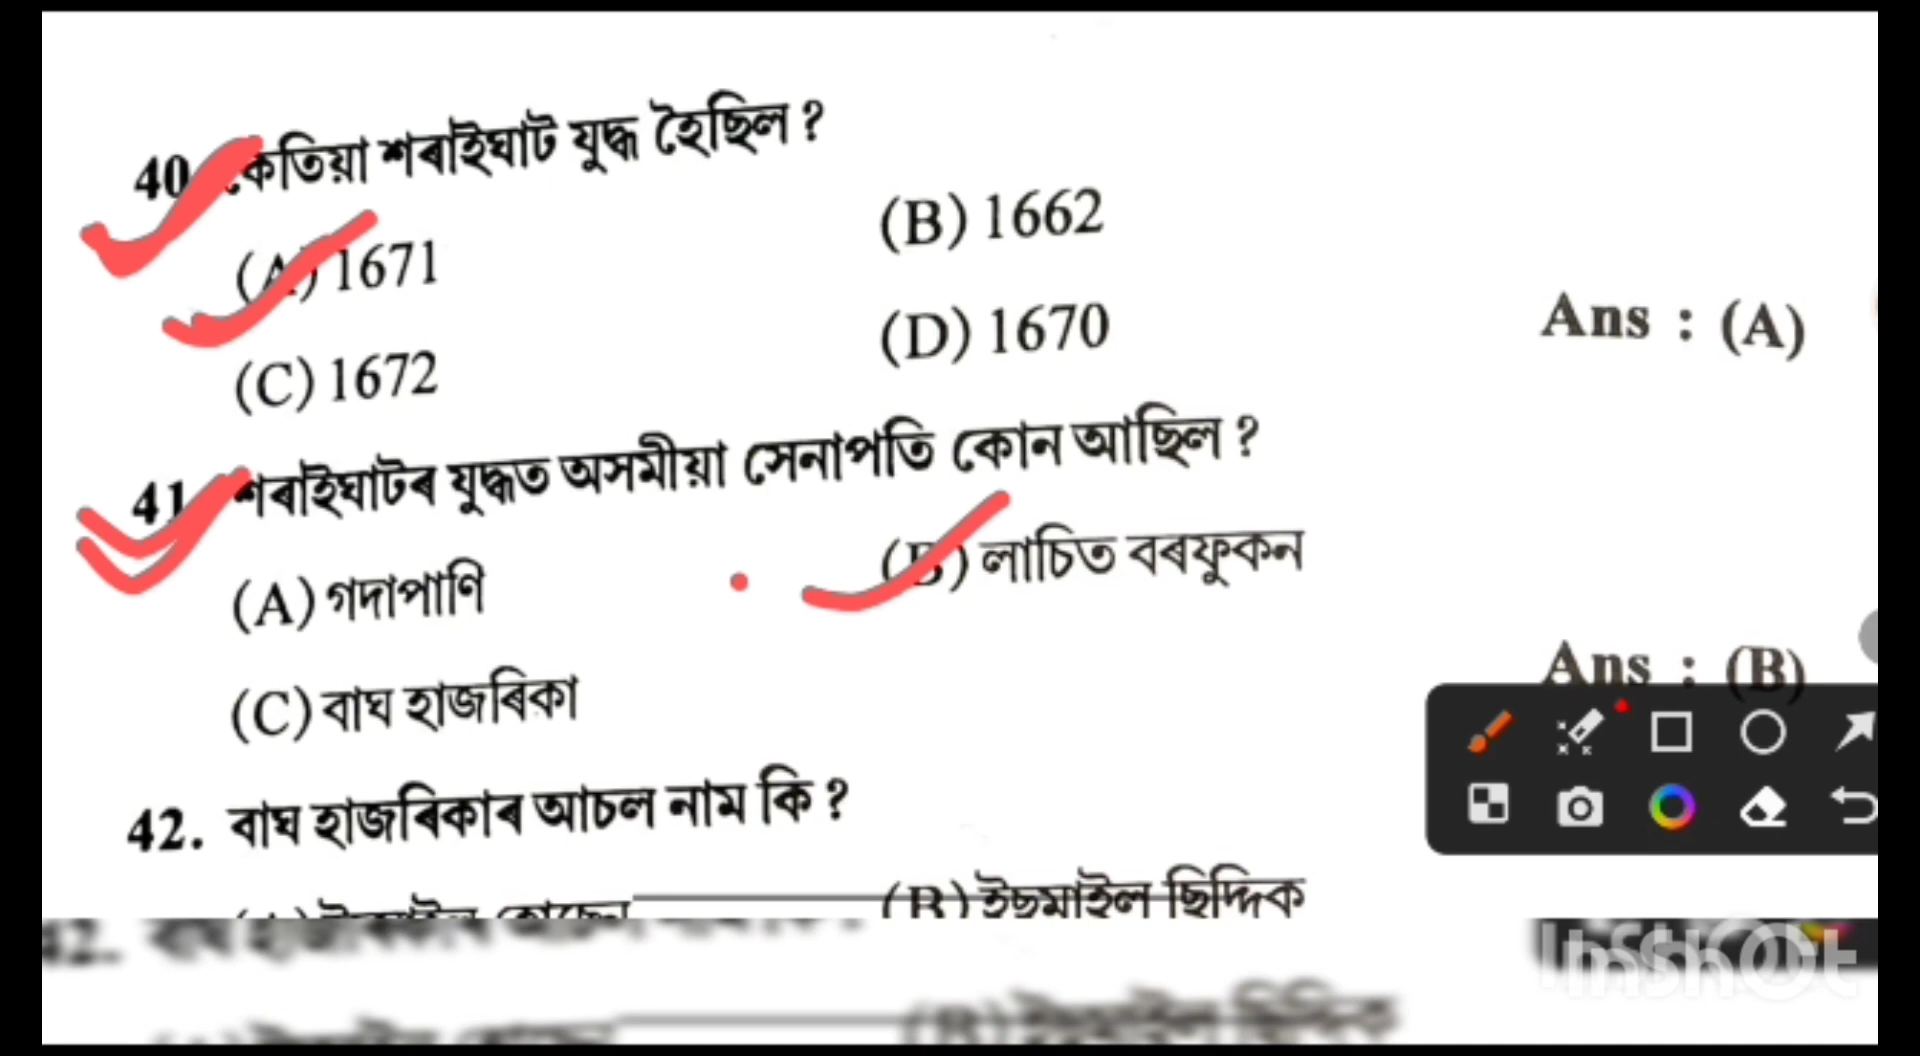 40. কেতিয়া শৰাইঘাট যুদ্ধ হৈছিল ?
(A) 1671 (B) 1662
(C) 1672 (D) 1670
Ans : (A)
41. শৰাইঘাটৰ যুদ্ধত অসমীয়া সেনাপতি কোন আছিল ?
(A) গদাপাণি (B) লাচিত বৰফুকন
(C) বাঘ হাজৰিকা
Ans : (B)
42. বাঘ হাজৰিকাৰ আচল নাম কি ?
(B) ইছমাইল ছিদ্দিক
InShOt